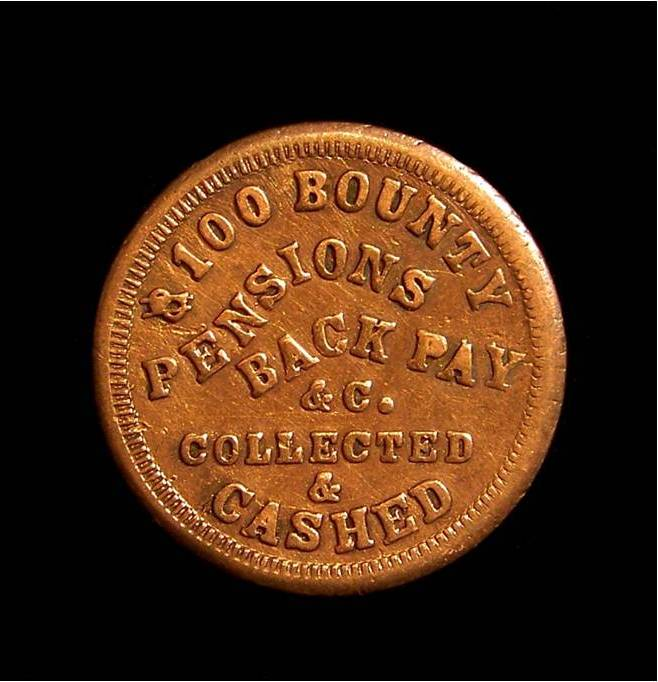 $100 BOUNTY
PENSIONS
BACK PAY
&C.
COLLECTED
&
CASHED